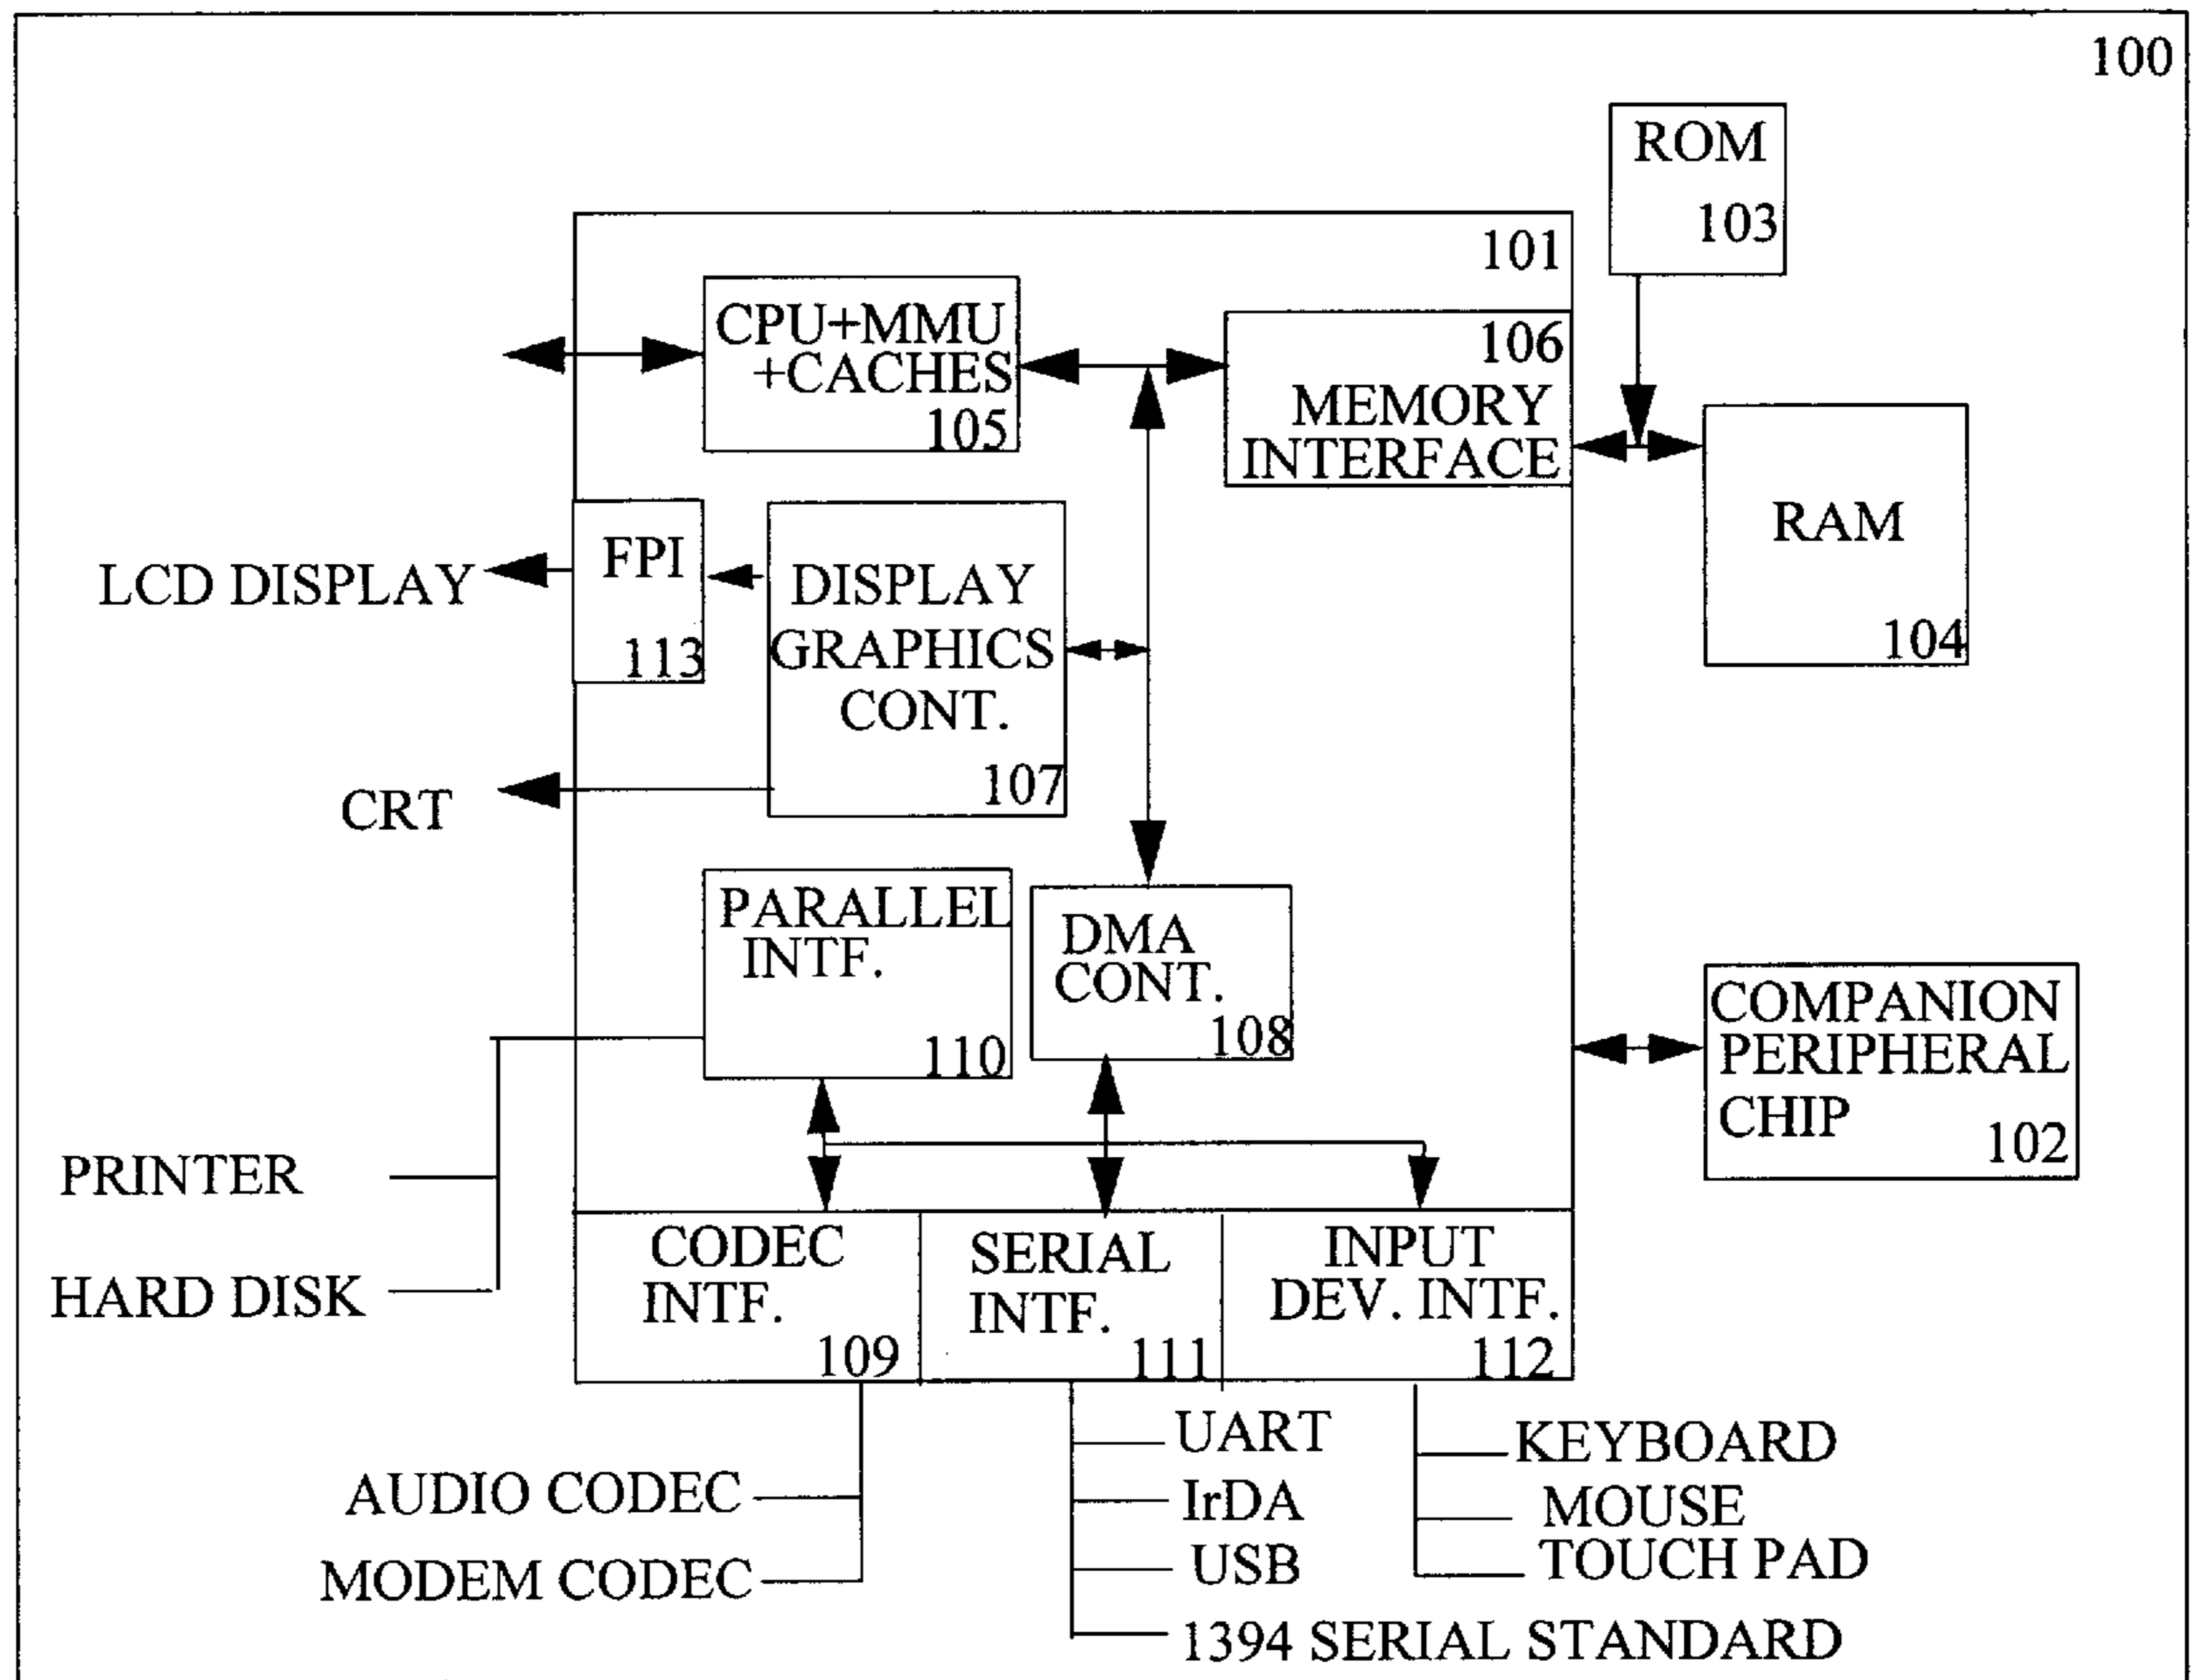 100
ROM
103
101
CPU+MMU
+CACHES
105
106
MEMORY
INTERFACE
RAM
104
LCD DISPLAY
FPI
113
DISPLAY
GRAPHICS
CONT.
107
CRT
PARALLEL
INTF.
110
DMA
CONT.
108
COMPANION
PERIPHERAL
CHIP
102
PRINTER
HARD DISK
CODEC
INTF.
109
SERIAL
INTF.
111
INPUT
DEV. INTF.
112
AUDIO CODEC
MODEM CODEC
UART
IrDA
USB
1394 SERIAL STANDARD
KEYBOARD
MOUSE
TOUCH PAD